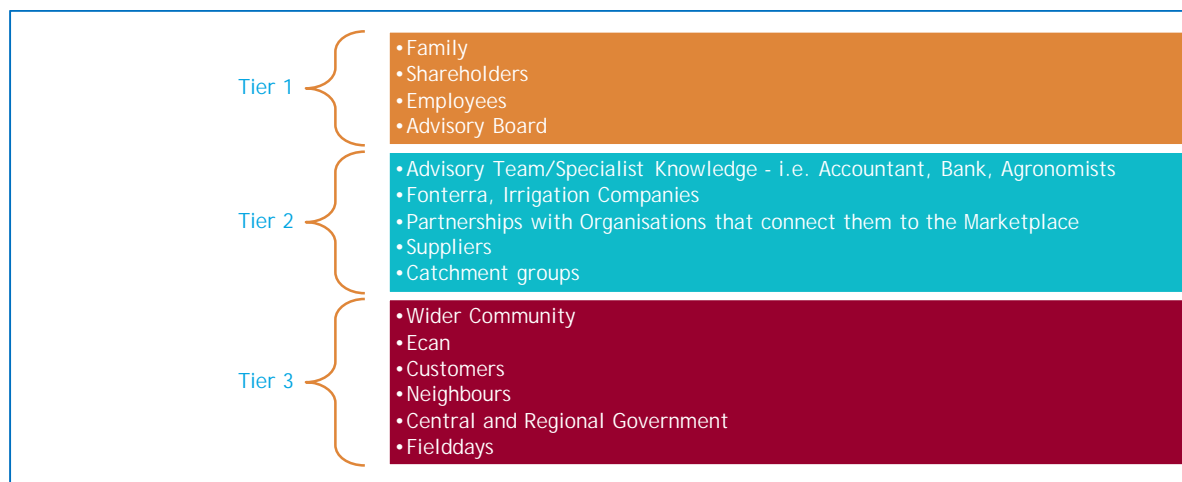 Tier 1
•Family
•Shareholders
•Employees
•Advisory Board
Tier 2
•Advisory Team/Specialist Knowledge - i.e. Accountant, Bank, Agronomists
•Fonterra, Irrigation Companies
•Partnerships with Organisations that connect them to the Marketplace
•Suppliers
•Catchment groups
Tier 3
•Wider Community
•Ecan
•Customers
•Neighbours
•Central and Regional Government
•Fielddays